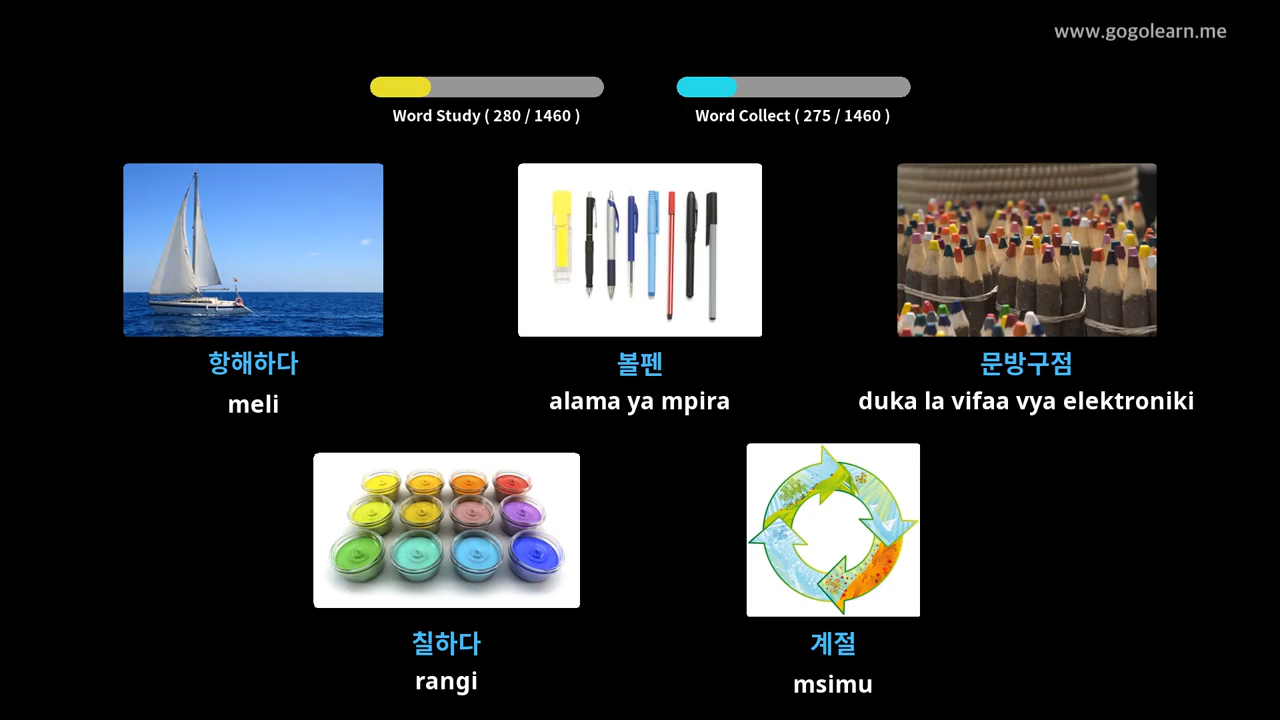 www.gogolearn.me
Word Study ( 280 / 1460 )
Word Collect ( 275 / 1460 )
항해하다
meli
볼펜
alama ya mpira
문방구점
duka la vifaa vya elektroniki
칠하다
rangi
계절
msimu